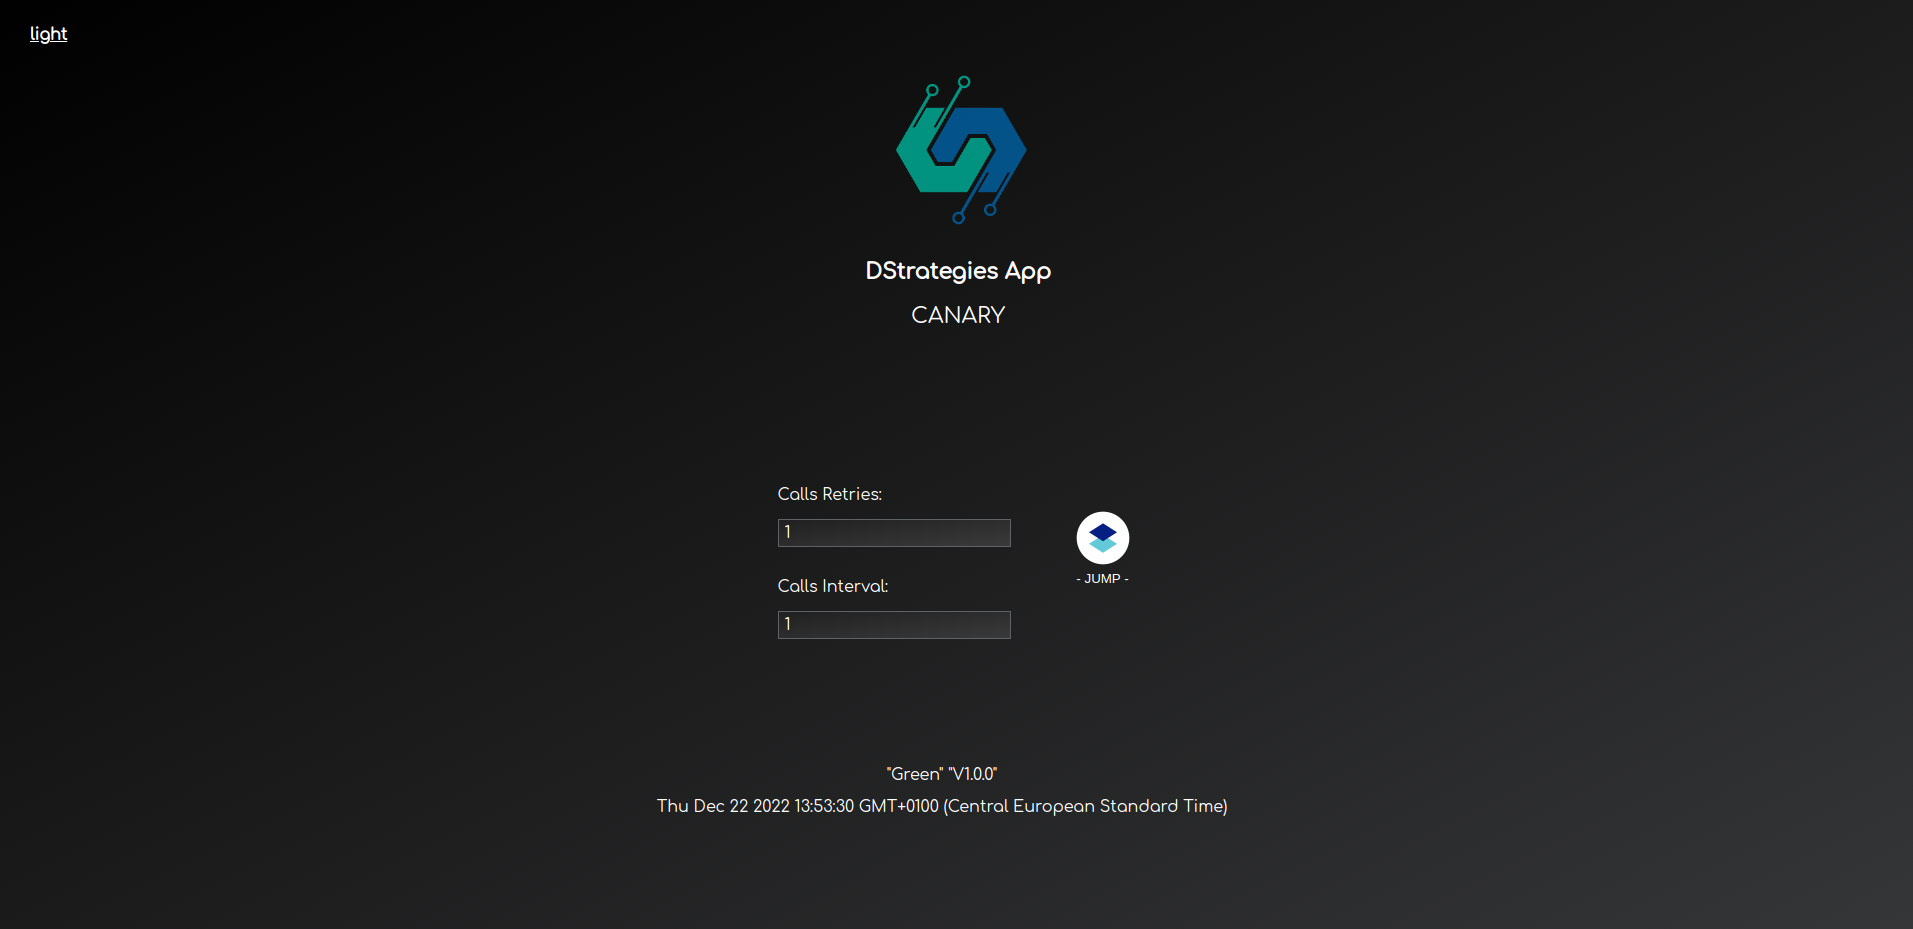 light
DStrategies App
CANARY
Calls Retries:
1
- JUMP -
Calls Interval:
1
"Green" "V1.0.0"
Thu Dec 22 2022 13:53:30 GMT+0100 (Central European Standard Time)